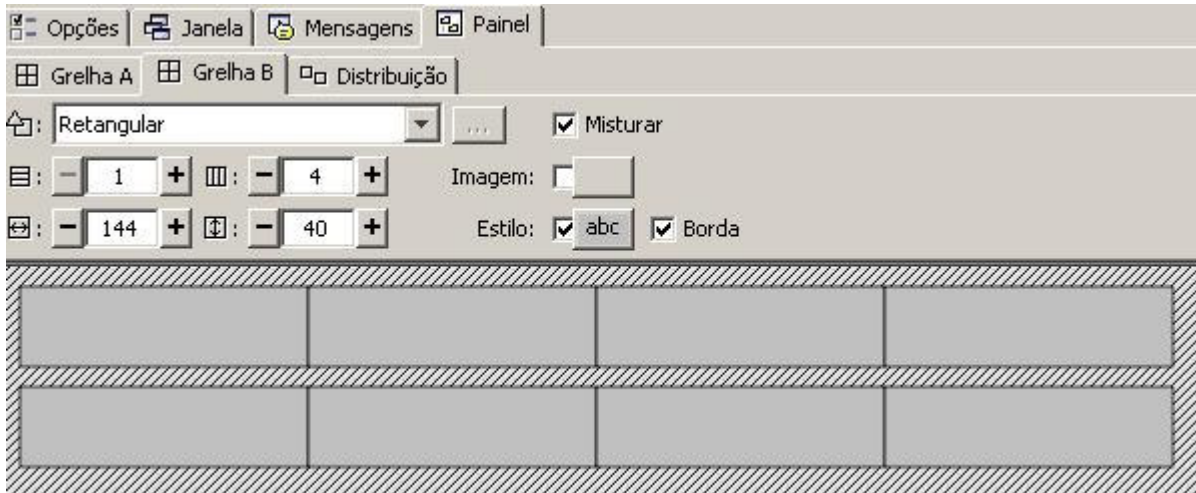 Opções Janela Mensagens Painel
Grelha A Grelha B Distribuição
: Retangular ... Misturar
: - 1 + : - 4 + Imagem:
: - 144 + : - 40 + Estilo: abc Borda